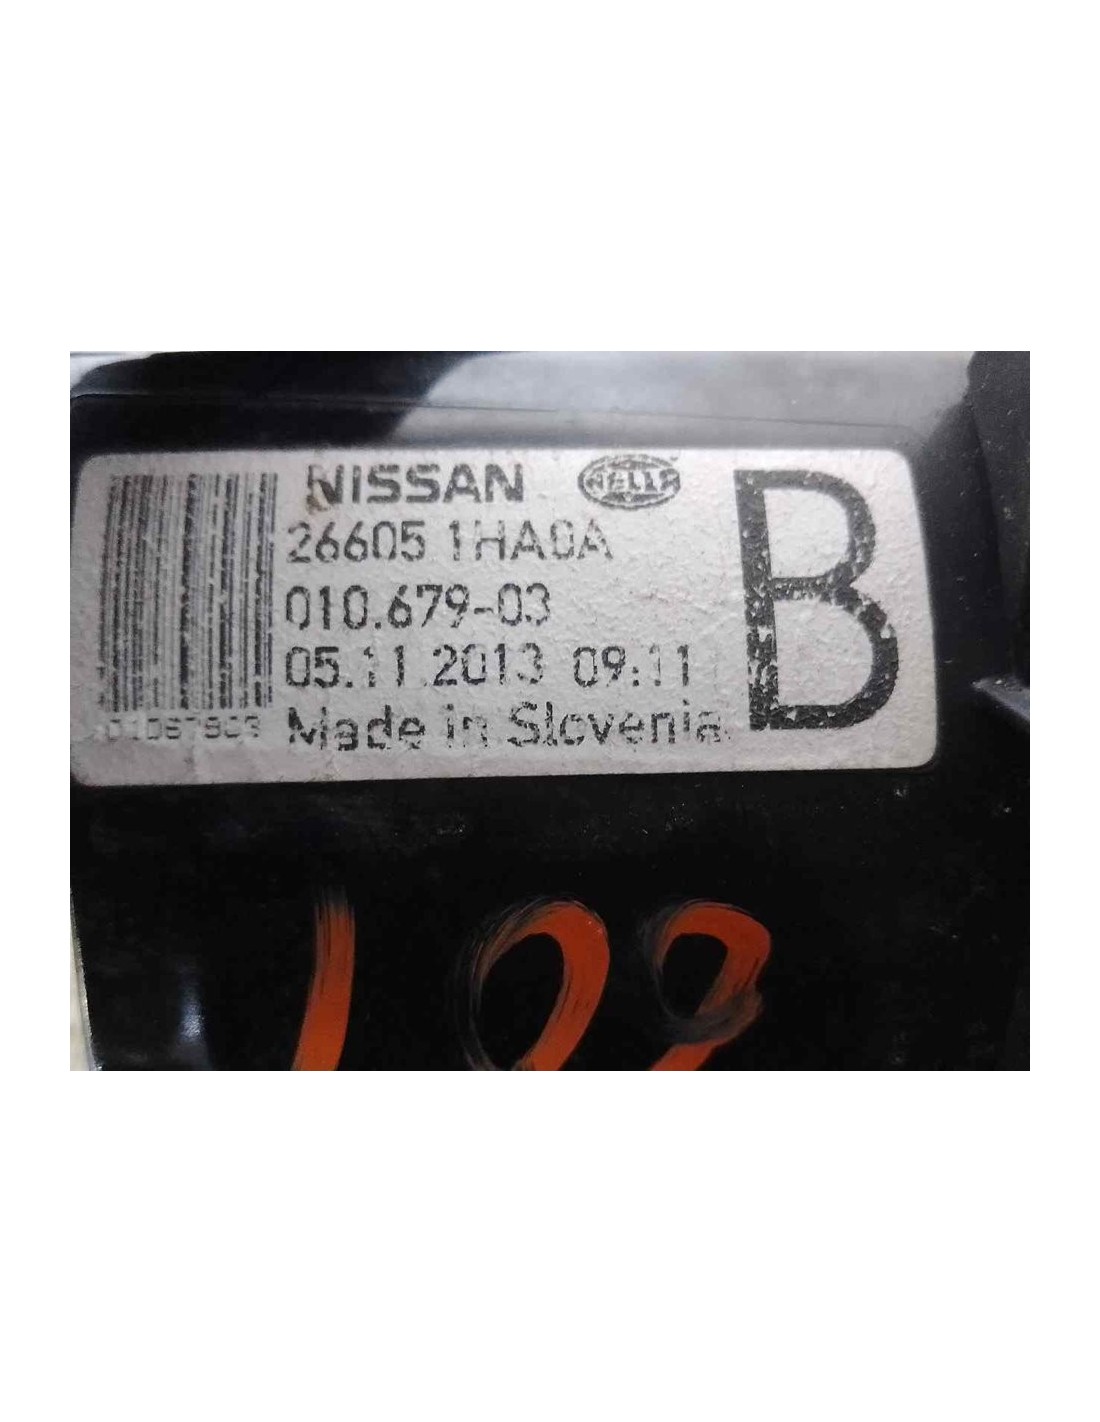 NISSAN HELLA
26605 1HA0A
010.679-03
05.11.2013 09:11
01067903 Made in Slovenia
B